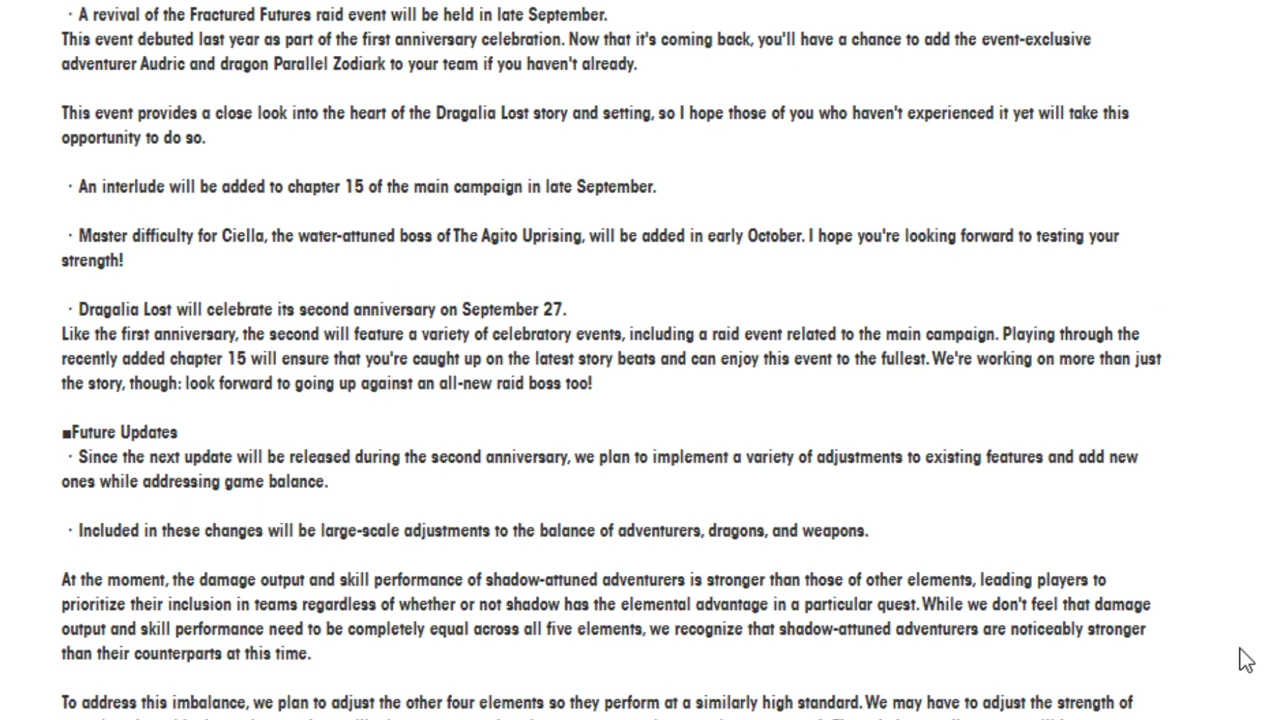 · A revival of the Fractured Futures raid event will be held in late September.
This event debuted last year as part of the first anniversary celebration. Now that it's coming back, you'll have a chance to add the event-exclusive
adventurer Audric and dragon Parallel Zodiark to your team if you haven't already.
This event provides a close look into the heart of the Dragalia Lost story and setting, so I hope those of you who haven't experienced it yet will take this
opportunity to do so.
· An interlude will be added to chapter 15 of the main campaign in late September.
· Master difficulty for Ciella, the water-attuned boss of The Agito Uprising, will be added in early October. I hope you're looking forward to testing your
strength!
· Dragalia Lost will celebrate its second anniversary on September 27.
Like the first anniversary, the second will feature a variety of celebratory events, including a raid event related to the main campaign. Playing through the
recently added chapter 15 will ensure that you're caught up on the latest story beats and can enjoy this event to the fullest. We're working on more than just
the story, though: look forward to going up against an all-new raid boss too!
■Future Updates
· Since the next update will be released during the second anniversary, we plan to implement a variety of adjustments to existing features and add new
ones while addressing game balance.
· Included in these changes will be large-scale adjustments to the balance of adventurers, dragons, and weapons.
At the moment, the damage output and skill performance of shadow-attuned adventurers is stronger than those of other elements, leading players to
prioritize their inclusion in teams regardless of whether or not shadow has the elemental advantage in a particular quest. While we don't feel that damage
output and skill performance need to be completely equal across all five elements, we recognize that shadow-attuned adventurers are noticeably stronger
than their counterparts at this time.
To address this imbalance, we plan to adjust the other four elements so they perform at a similarly high standard. We may have to adjust the strength of